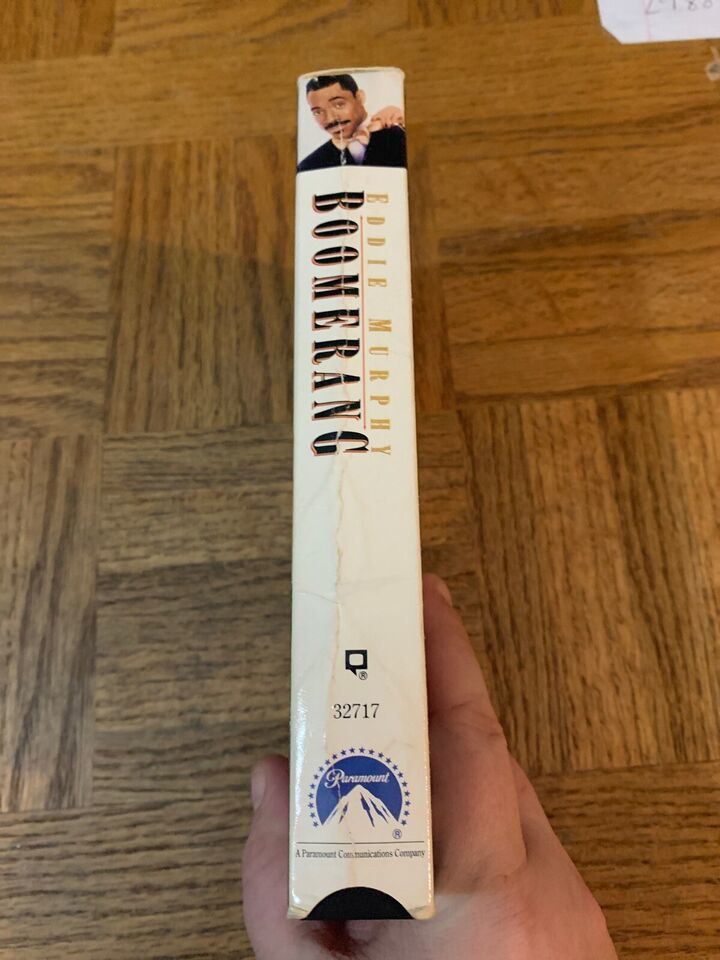 EDDIE MURPHY
BOOMERANG
®
32717
Paramount
®
A Paramount Communications Company